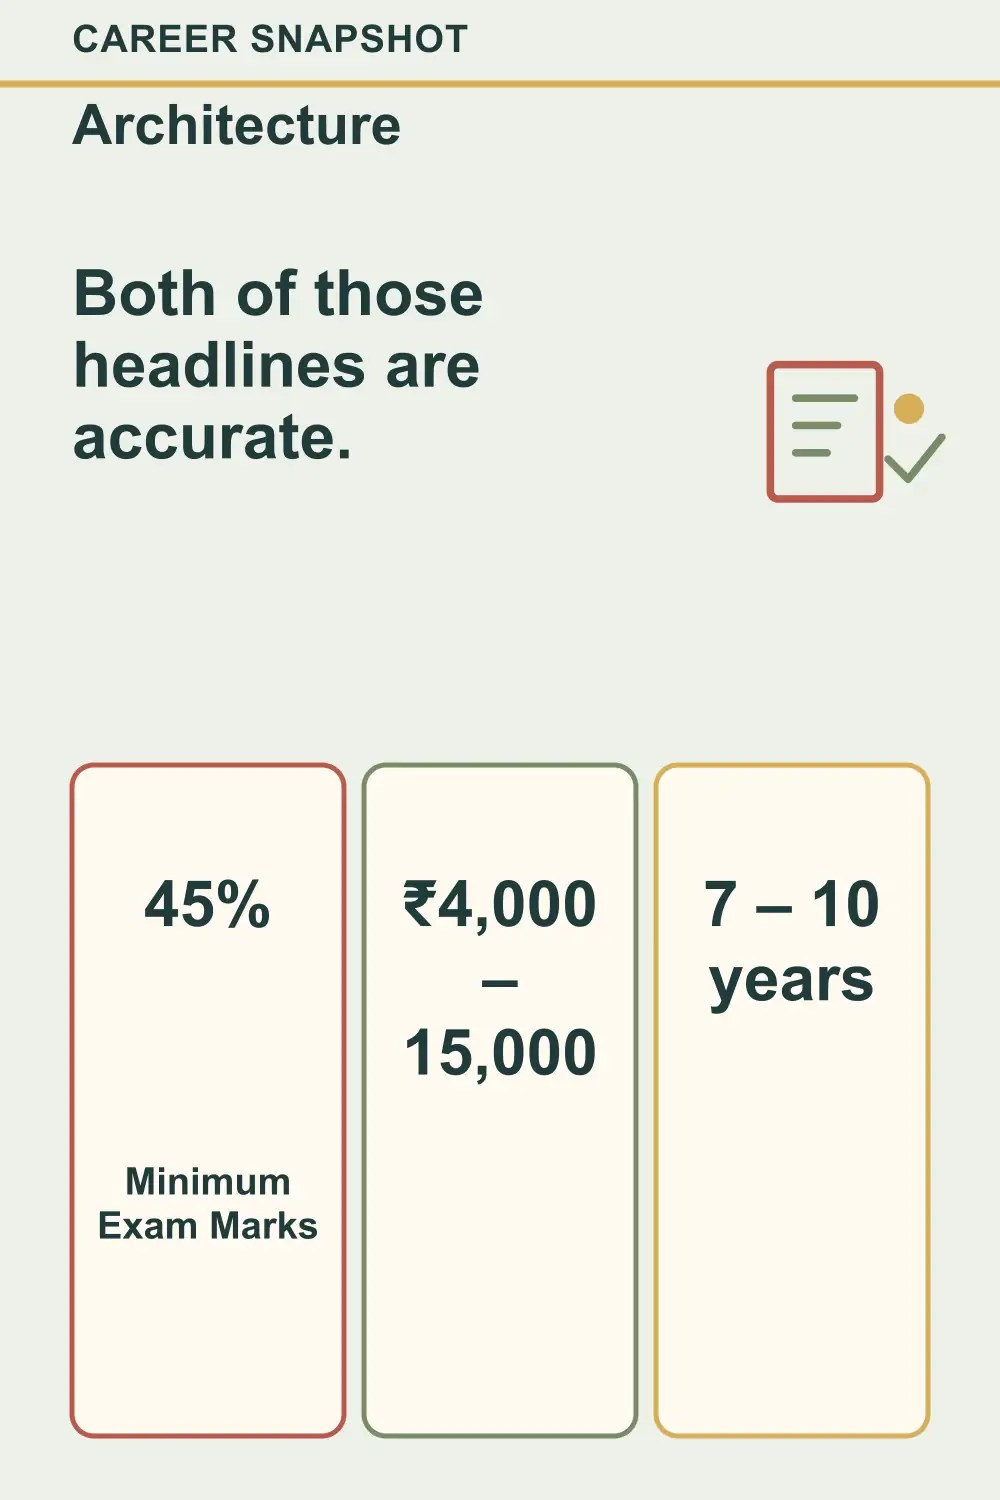 CAREER SNAPSHOT
Architecture
Both of those
headlines are
accurate.
45%
Minimum
Exam Marks
₹4,000
–
15,000
7 – 10
years